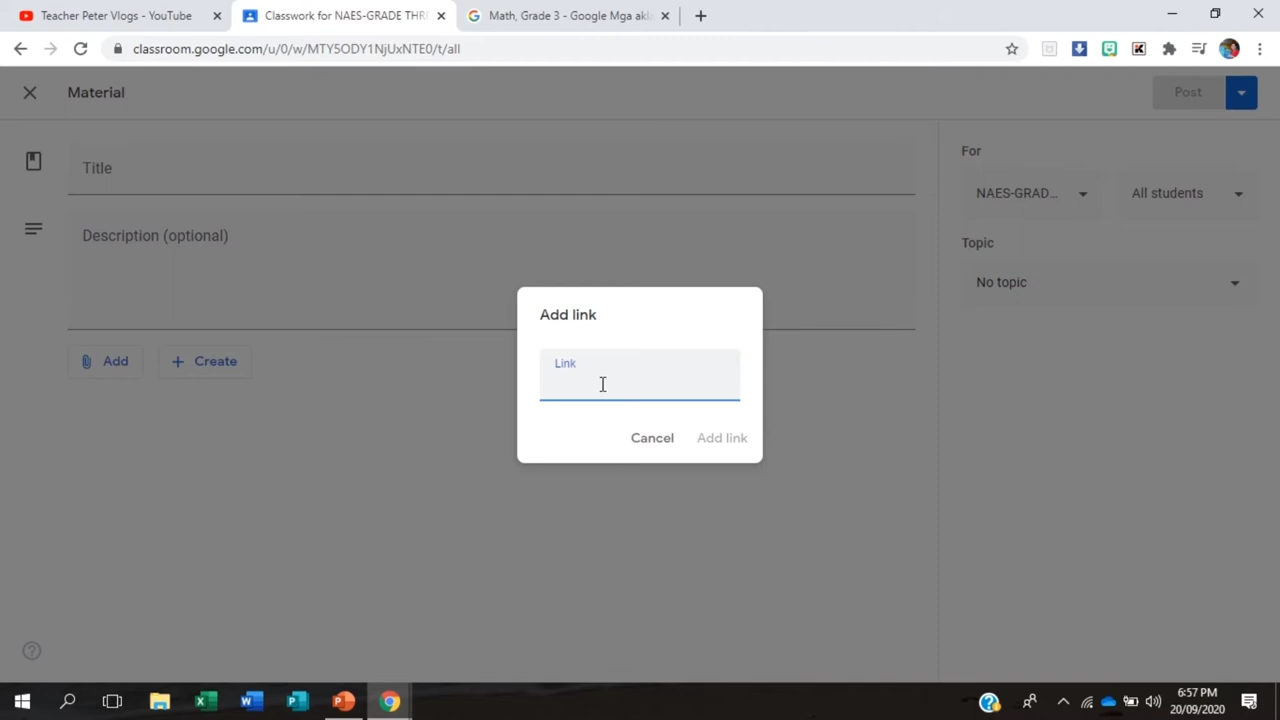 Teacher Peter Vlogs - YouTube
Classwork for NAES-GRADE THRE
Math, Grade 3 - Google Mga akl
classroom.google.com/u/0/w/MTY5ODY1NjUxNTE0/t/all
Material
Post
Title
For
NAES-GRAD...
All students
Description (optional)
Topic
No topic
Add link
Link
Add
Create
Cancel
Add link
6:57 PM
20/09/2020